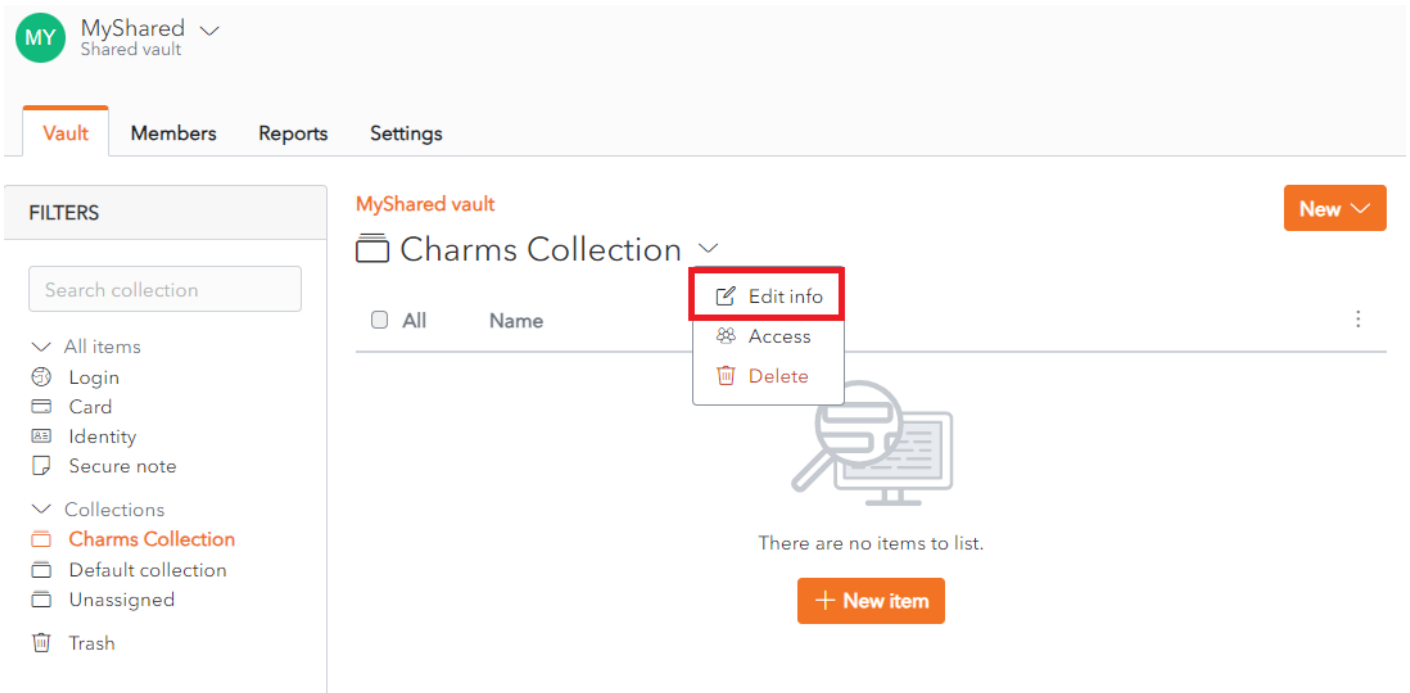 MY
MyShared
Shared vault
Vault Members Reports Settings
FILTERS
Search collection
All items
Login
Card
Identity
Secure note
Collections
Charms Collection
Default collection
Unassigned
Trash
MyShared vault
New
Charms Collection
Edit info
Access
Delete
All Name
There are no items to list.
+ New item